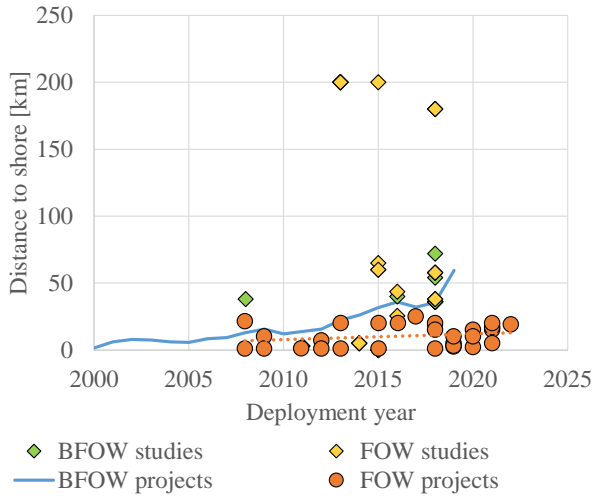 250
200
150
100
50
0
Distance to shore [km]
2000 2005 2010 2015 2020 2025
Deployment year
BFOW studies FOW studies
BFOW projects FOW projects